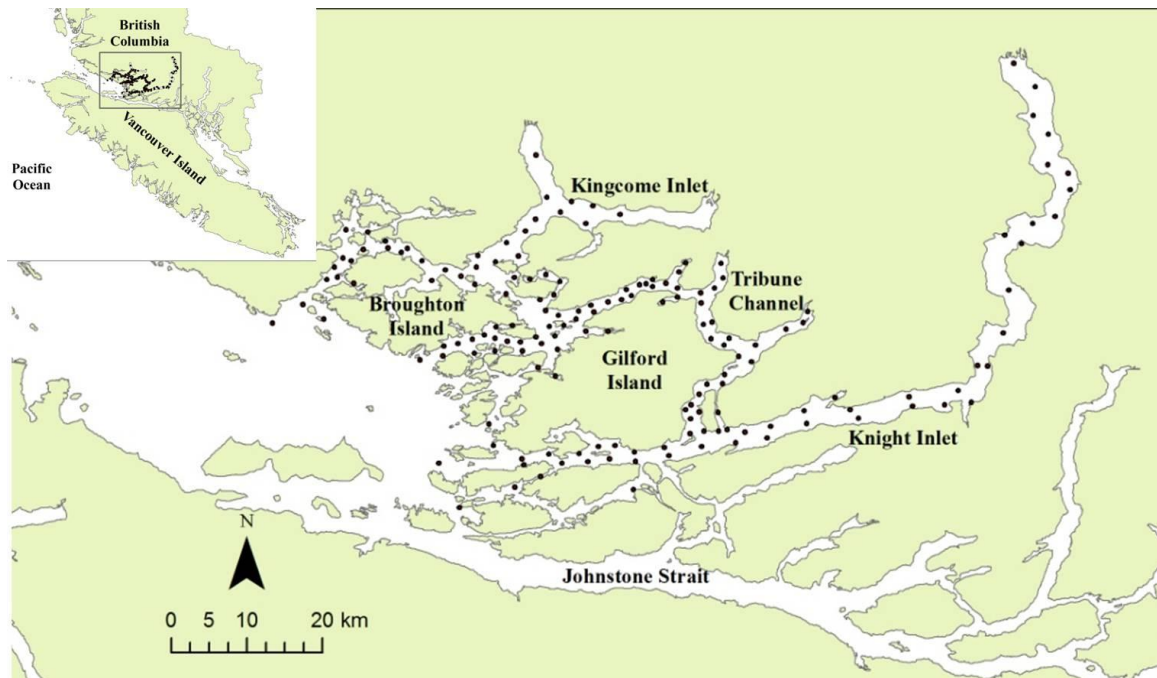 British
Columbia
Vancouver Island
Pacific
Ocean
Kingcome Inlet
Tribune
Channel
Broughton
Island
Gilford
Island
Knight Inlet
N
Johnstone Strait
0 5 10 20 km